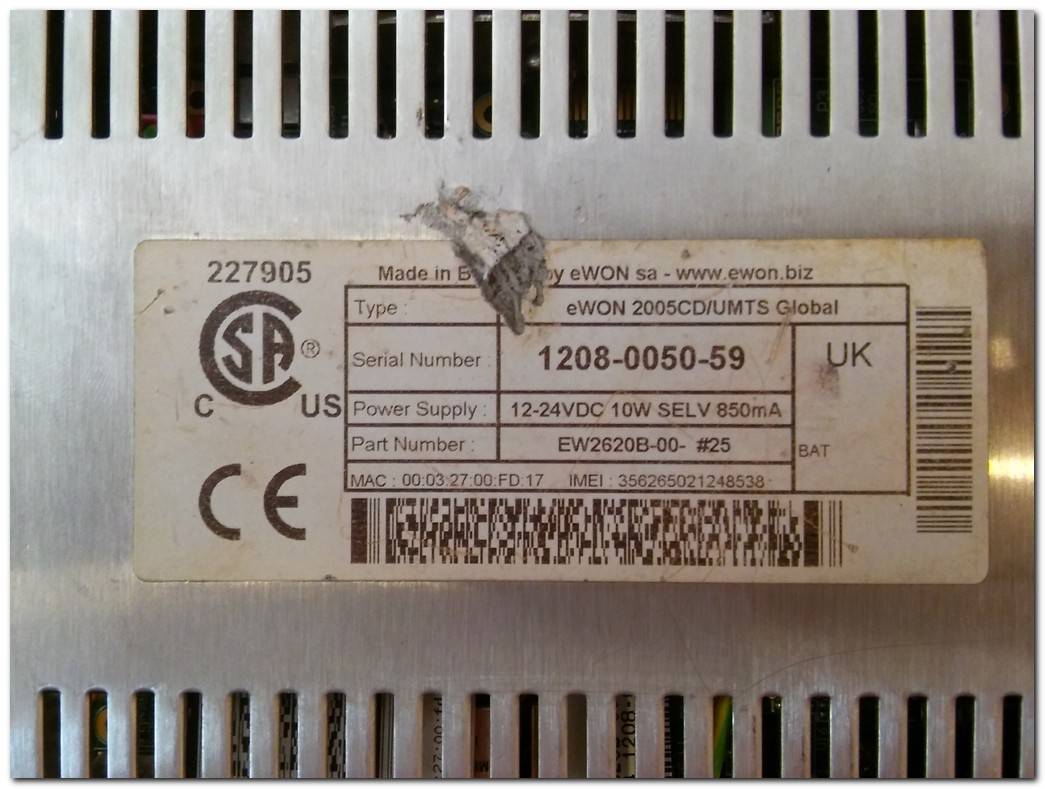 227905
Made in B by eWON sa - www.ewon.biz
Type : eWON 2005CD/UMTS Global
SA ®
C US
Serial Number : 1208-0050-59 UK
Power Supply : 12-24VDC 10W SELV 850mA
Part Number : EW2620B-00- #25
BAT
MAC : 00:03:27:00:FD:17 IMEI : 356265021248538
CE
1208-